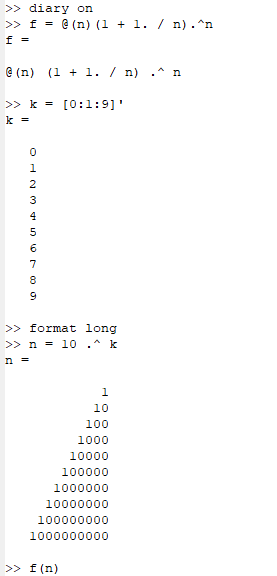 >> diary on
>> f = @(n)(1 + 1. / n).^n
f =

@(n) (1 + 1. / n) .^ n

>> k = [0:1:9]'
k =

   0
   1
   2
   3
   4
   5
   6
   7
   8
   9

>> format long
>> n = 10 .^ k
n =

            1
           10
          100
         1000
        10000
       100000
      1000000
     10000000
    100000000
   1000000000

>> f(n)